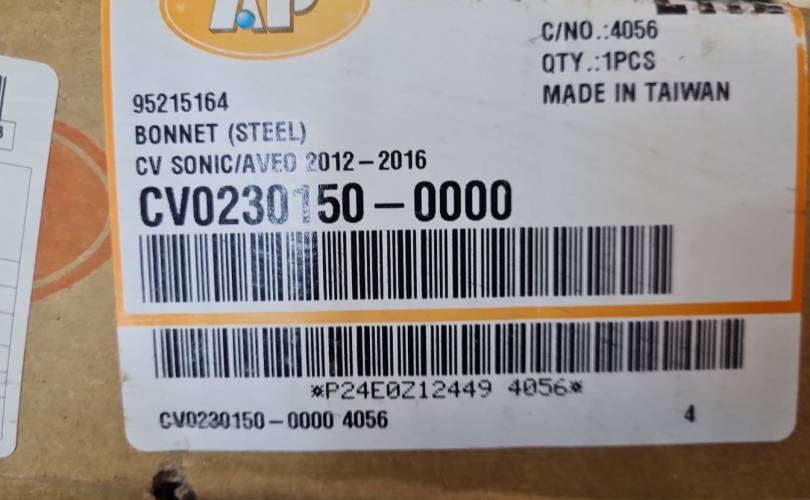 AP
C/NO.:4056
QTY.:1PCS
MADE IN TAIWAN
95215164
BONNET (STEEL)
CV SONIC/AVEO 2012-2016
CV0230150-0000
*P24E0Z12449 4056*
CV0230150-0000 4056
4